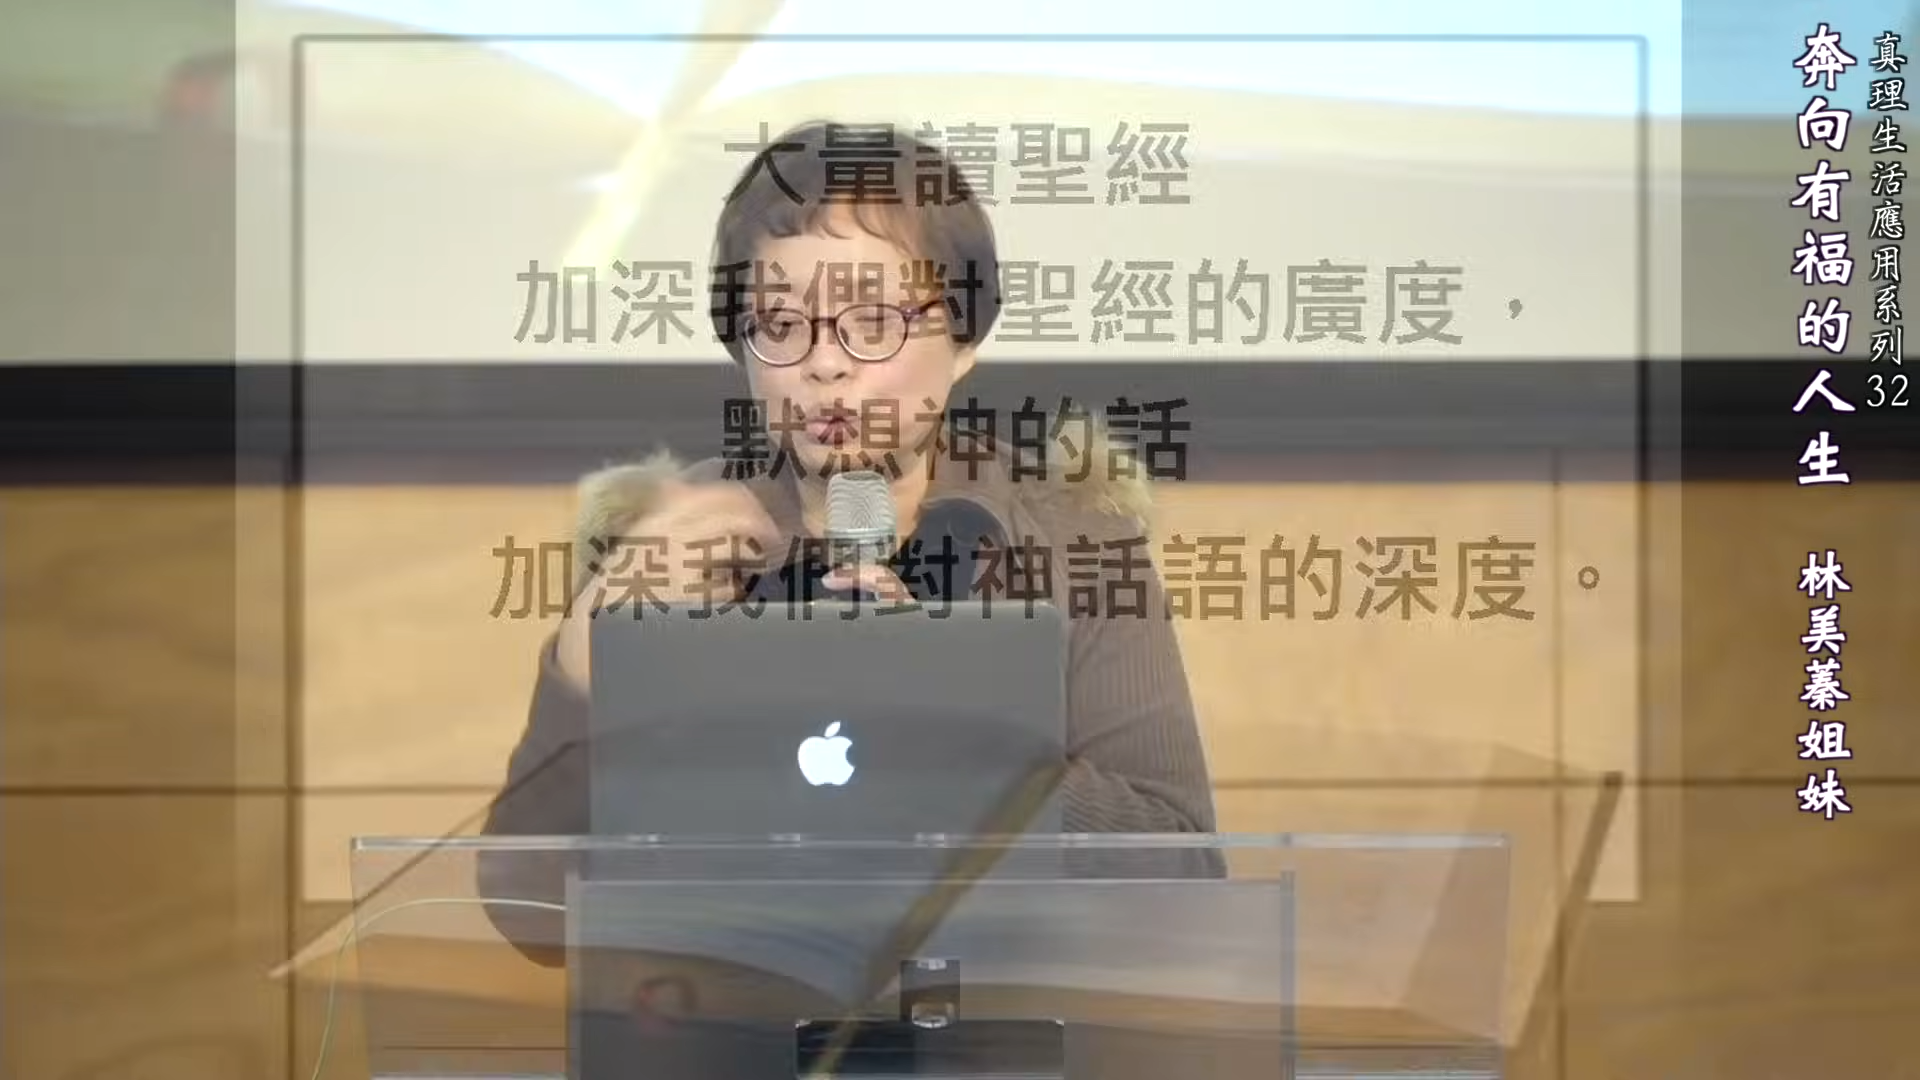 大量讀聖經
加深我們對聖經的廣度，
默想神的話
加深我們對神話語的深度。
真理生活應用系列32
奔向有福的人生 林美蓁姐妹